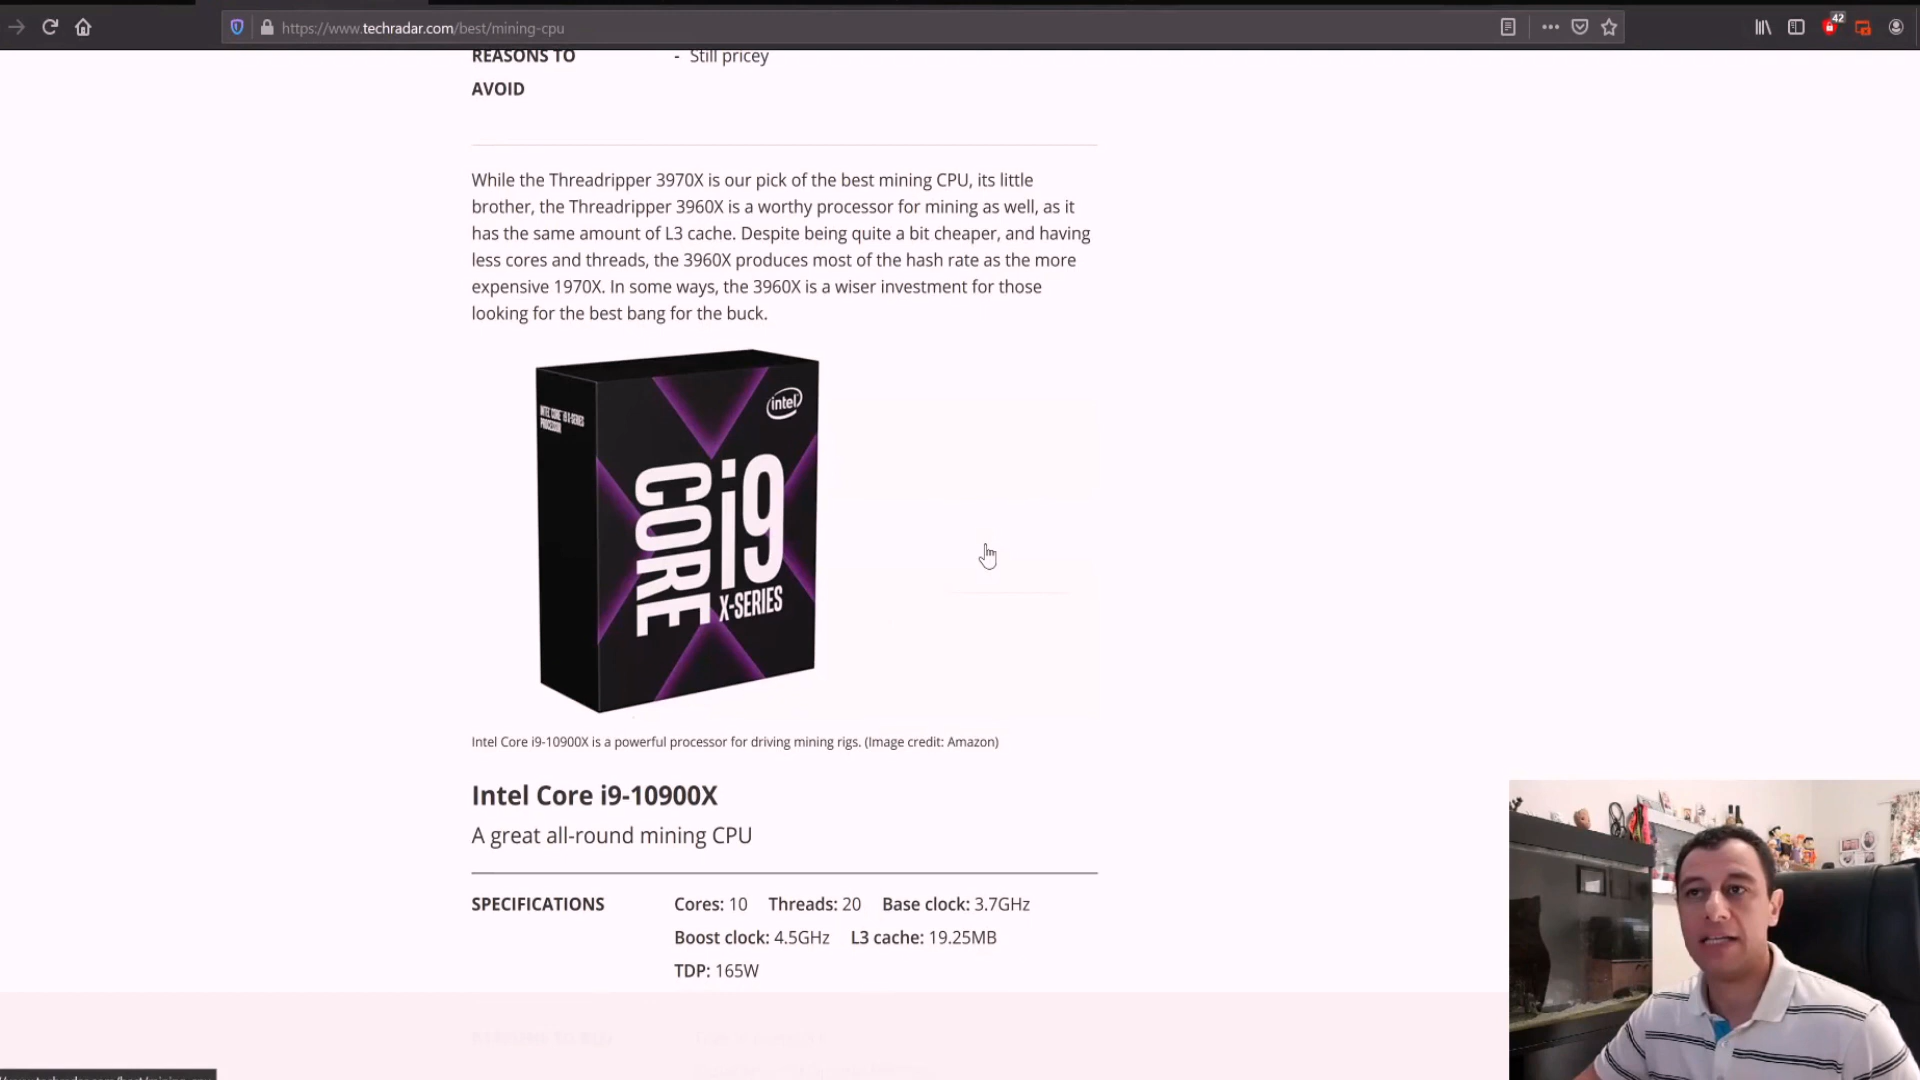 https://www.techradar.com/best/mining-cpu
42
REASONS TO
AVOID
- Still pricey
While the Threadripper 3970X is our pick of the best mining CPU, its little
brother, the Threadripper 3960X is a worthy processor for mining as well, as it
has the same amount of L3 cache. Despite being quite a bit cheaper, and having
less cores and threads, the 3960X produces most of the hash rate as the more
expensive 1970X. In some ways, the 3960X is a wiser investment for those
looking for the best bang for the buck.
intel
INTEL CORE i9 X-SERIES
PROCESSOR
CORE i9
X-SERIES
Intel Core i9-10900X is a powerful processor for driving mining rigs. (Image credit: Amazon)
Intel Core i9-10900X
A great all-round mining CPU
SPECIFICATIONS
Cores: 10 Threads: 20 Base clock: 3.7GHz
Boost clock: 4.5GHz L3 cache: 19.25MB
TDP: 165W